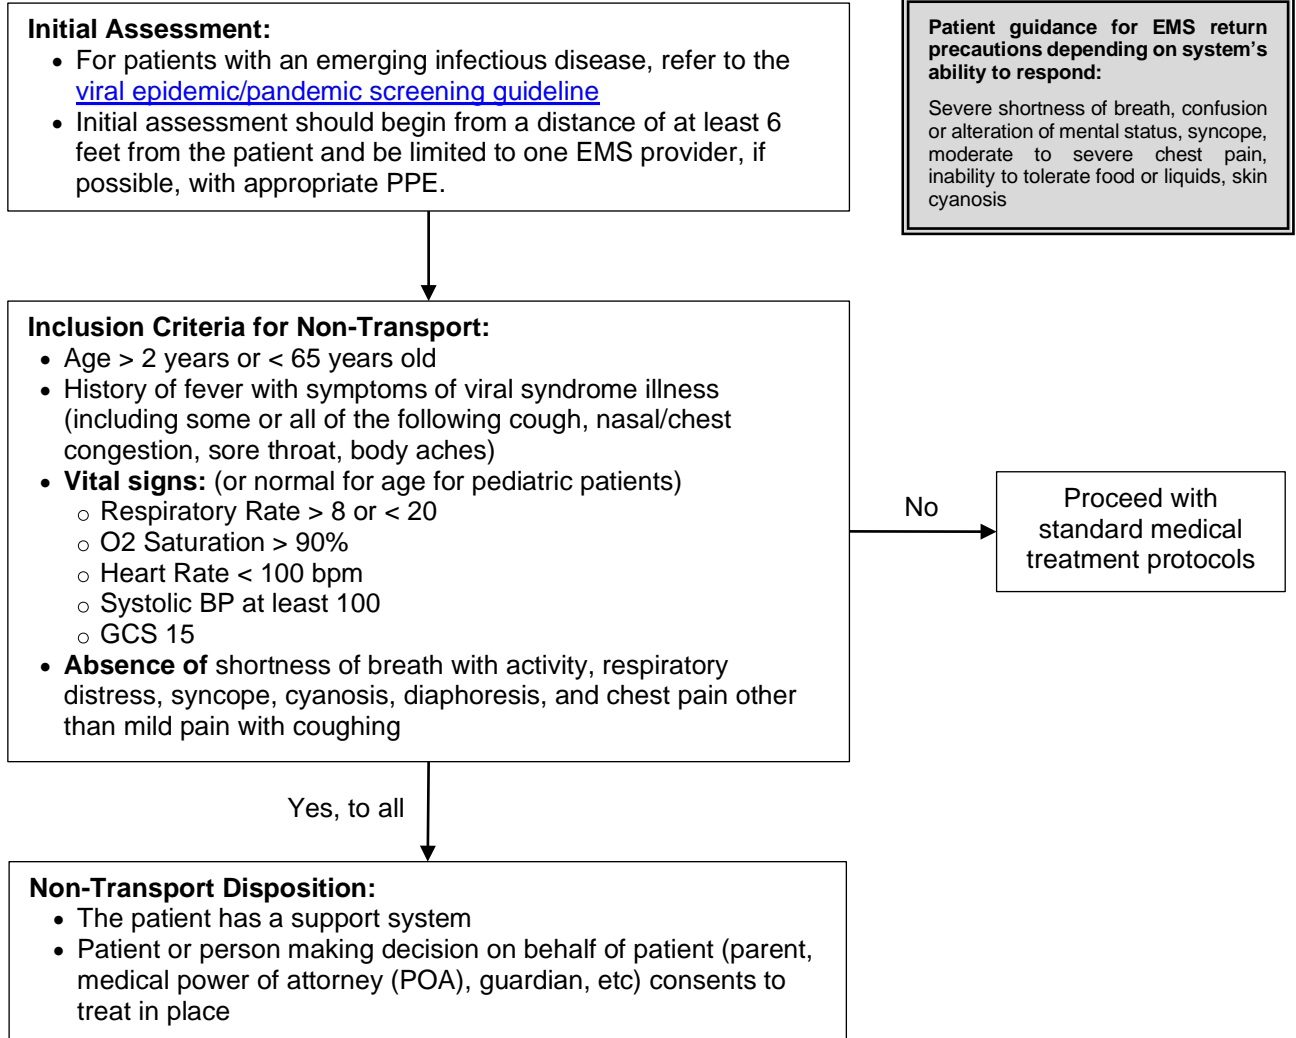 Initial Assessment:
• For patients with an emerging infectious disease, refer to the
viral epidemic/pandemic screening guideline
• Initial assessment should begin from a distance of at least 6
feet from the patient and be limited to one EMS provider, if
possible, with appropriate PPE.
Patient guidance for EMS return
precautions depending on system’s
ability to respond:
Severe shortness of breath, confusion
or alteration of mental status, syncope,
moderate to severe chest pain,
inability to tolerate food or liquids, skin
cyanosis
Inclusion Criteria for Non-Transport:
• Age > 2 years or < 65 years old
• History of fever with symptoms of viral syndrome illness
(including some or all of the following cough, nasal/chest
congestion, sore throat, body aches)
• Vital signs: (or normal for age for pediatric patients)
○ Respiratory Rate > 8 or < 20
○ O2 Saturation > 90%
○ Heart Rate < 100 bpm
○ Systolic BP at least 100
○ GCS 15
• Absence of shortness of breath with activity, respiratory
distress, syncope, cyanosis, diaphoresis, and chest pain other
than mild pain with coughing
No
Proceed with
standard medical
treatment protocols
Yes, to all
Non-Transport Disposition:
• The patient has a support system
• Patient or person making decision on behalf of patient (parent,
medical power of attorney (POA), guardian, etc) consents to
treat in place